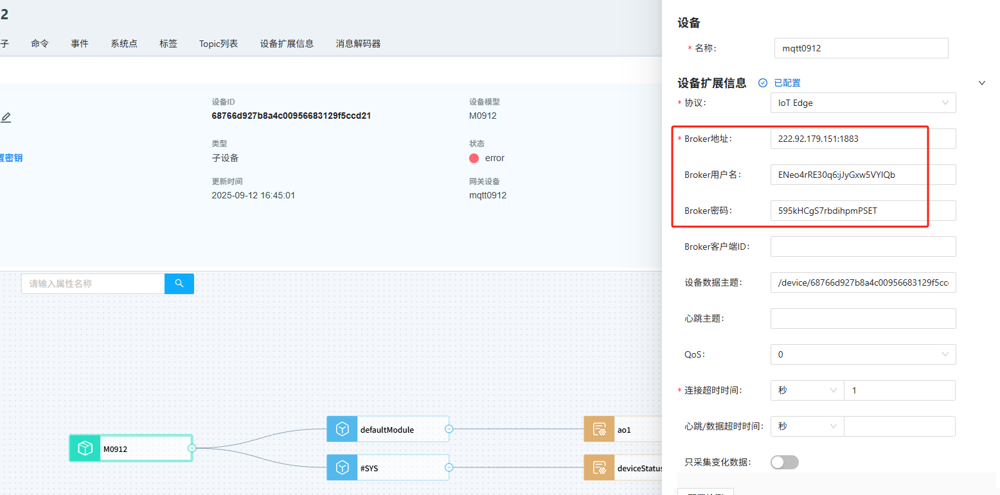 2
子 命令 事件 系统点 标签 Topic列表 设备扩展信息 消息解码器
设备ID
68766d927b8a4c00956683129f5ccd21
设备模型
M0912
置密钥
类型
子设备
状态
error
更新时间
2025-09-12 16:45:01
网关设备
mqtt0912
请输入属性名称
M0912
defaultModule
#SYS
ao1
deviceStatus
设备
* 名称: mqtt0912
设备扩展信息 已配置
* 协议: IoT Edge
* Broker地址: 222.92.179.151:1883
Broker用户名: ENeo4rRE30q6:jJyGxw5VYIQb
Broker密码: 595kHCgS7rbdihpmPSET
Broker客户端ID:
设备数据主题: /device/68766d927b8a4c00956683129f5cc
心跳主题:
QoS: 0
* 连接超时时间: 秒 1
心跳/数据超时时间: 秒
只采集变化数据: